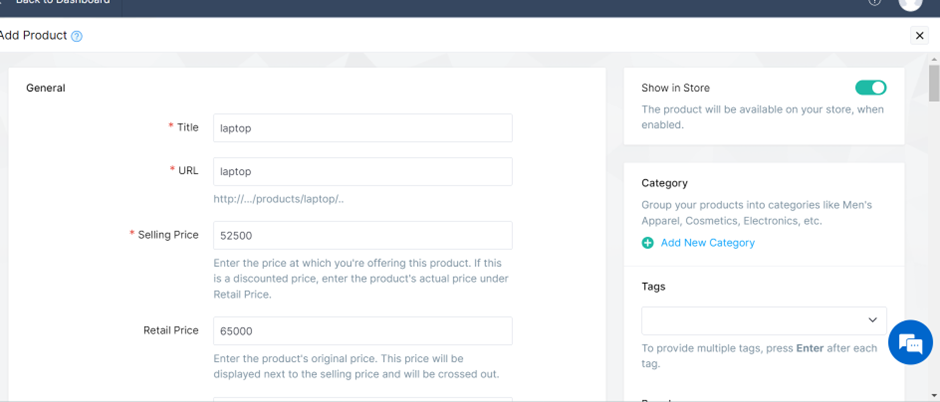 Back to Dashboard
Add Product
General
* Title
laptop
* URL
laptop
http://.../products/laptop/..
* Selling Price
52500
Enter the price at which you're offering this product. If this
is a discounted price, enter the product's actual price under
Retail Price.
Retail Price
65000
Enter the product's original price. This price will be
displayed next to the selling price and will be crossed out.
Show in Store
The product will be available on your store, when
enabled.
Category
Group your products into categories like Men's
Apparel, Cosmetics, Electronics, etc.
Add New Category
Tags
To provide multiple tags, press Enter after each
tag.